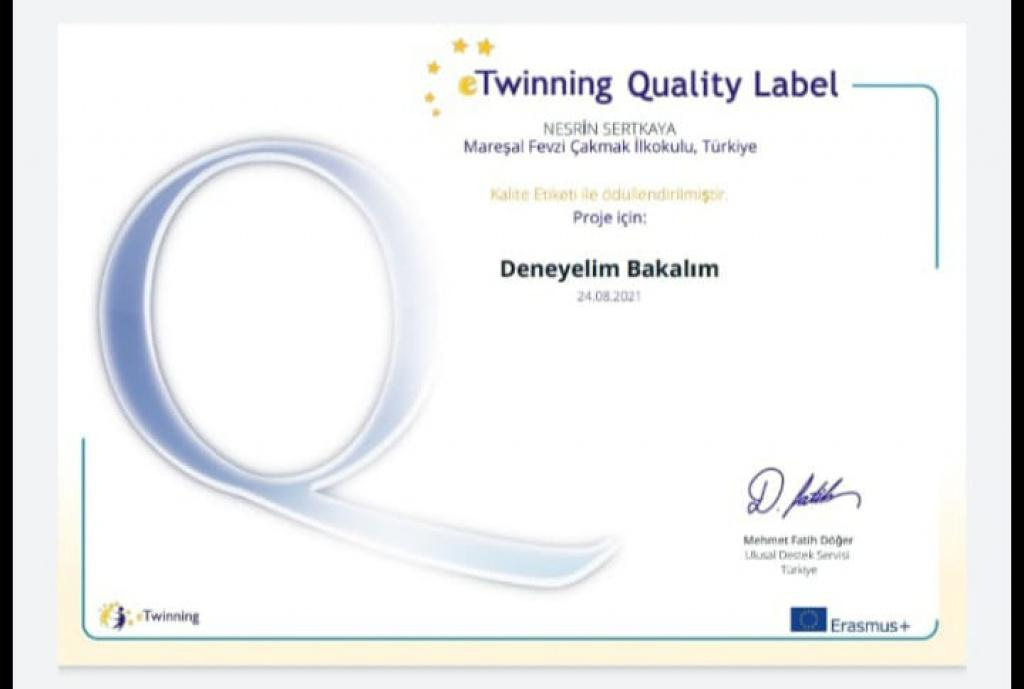 eTwinning Quality Label
NESRİN SERTKAYA
Mareşal Fevzi Çakmak İlkokulu, Türkiye
Kalite Etiketi ile ödüllendirilmiştir.
Proje için:
Deneyelim Bakalım
24.08.2021
D. fatih
Mehmet Fatih Döğer
Ulusal Destek Servisi
Türkiye
eTwinning
Erasmus+